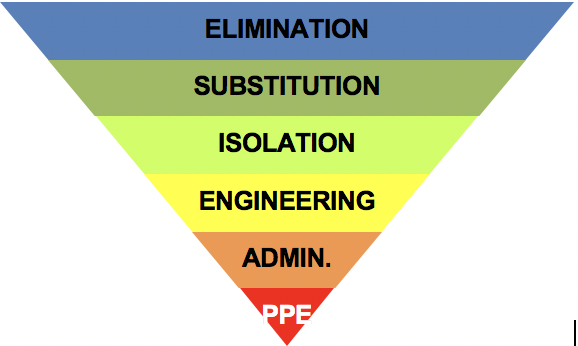 ELIMINATION
SUBSTITUTION
ISOLATION
ENGINEERING
ADMIN.
PPE